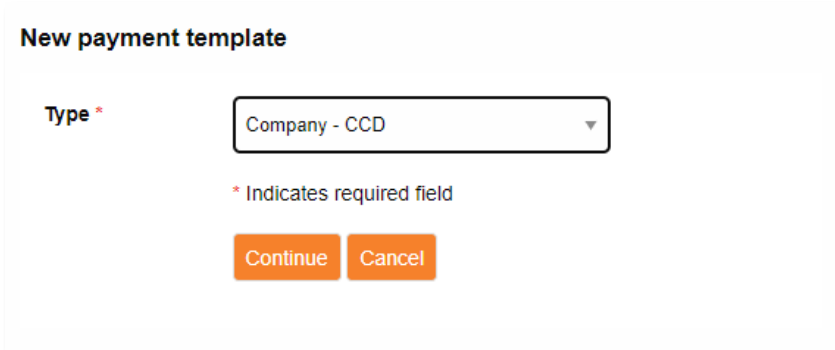 New payment template
Type *
Company - CCD
* Indicates required field
Continue Cancel